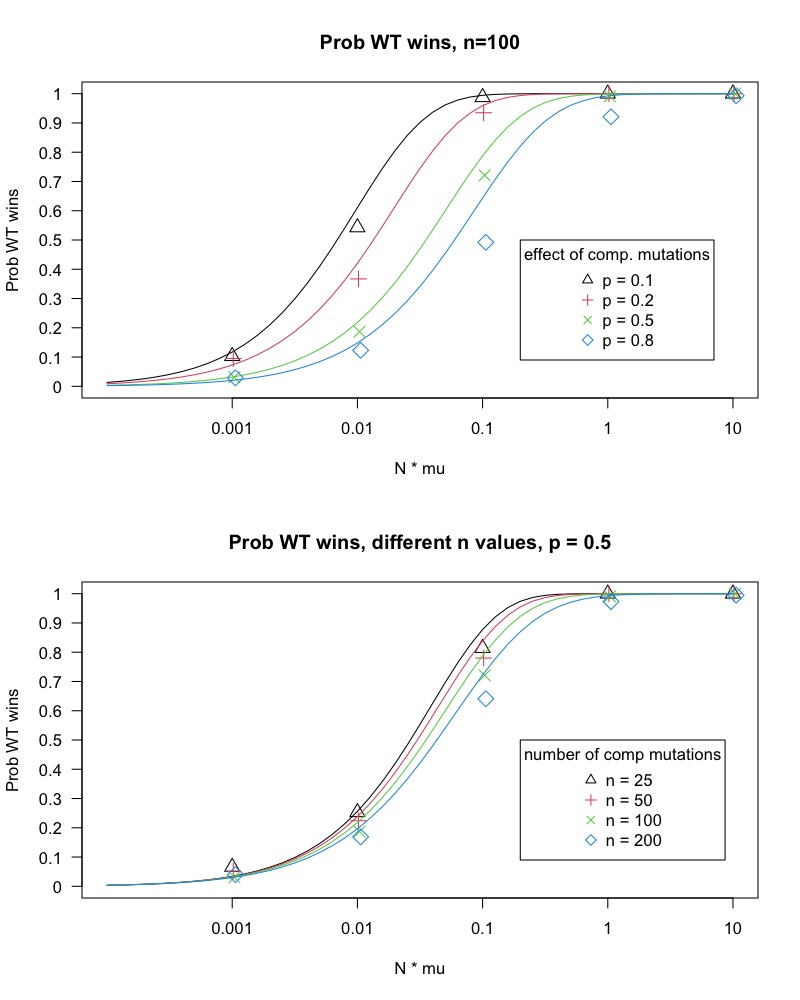 Prob WT wins, n=100
Prob WT wins
1
0.9
0.8
0.7
0.6
0.5
0.4
0.3
0.2
0.1
0
effect of comp. mutations
p = 0.1
p = 0.2
p = 0.5
p = 0.8
0.001 0.01 0.1 1 10
N * mu
Prob WT wins, different n values, p = 0.5
Prob WT wins
1
0.9
0.8
0.7
0.6
0.5
0.4
0.3
0.2
0.1
0
number of comp mutations
n = 25
n = 50
n = 100
n = 200
0.001 0.01 0.1 1 10
N * mu